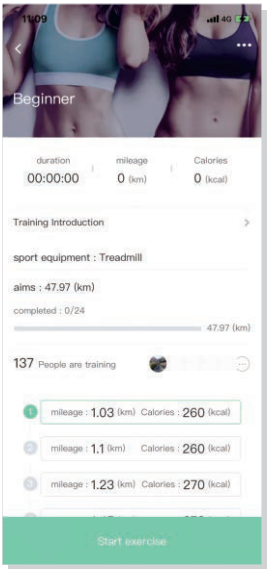 11:09
4G
Beginner
duration mileage Calories
00:00:00 0 (km) 0 (kcal)
Training Introduction
sport equipment : Treadmill
aims : 47.97 (km)
completed : 0/24
47.97 (km)
137 People are training
1 mileage : 1.03 (km) Calories : 260 (kcal)
2 mileage : 1.1 (km) Calories : 260 (kcal)
3 mileage : 1.23 (km) Calories : 270 (kcal)
Start exercise